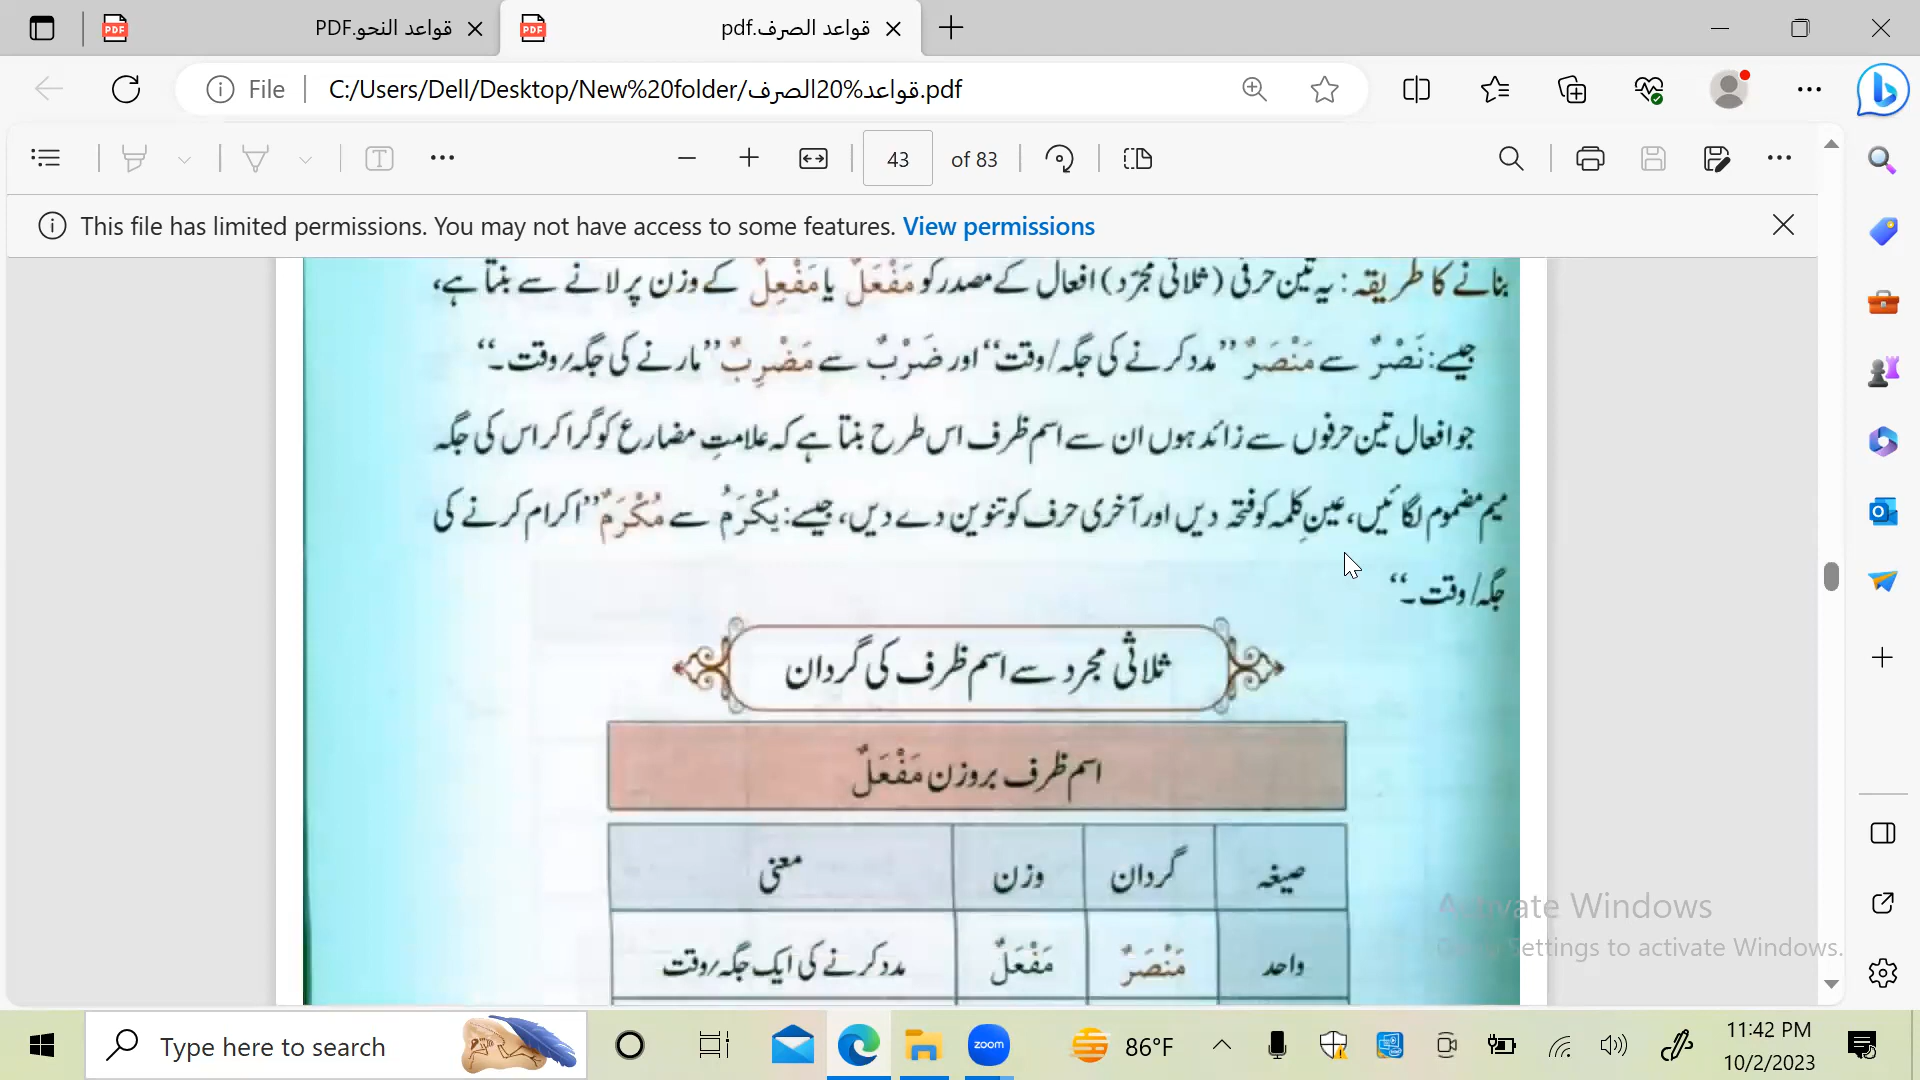 قواعد النحو.PDF
قواعد الصرف.pdf
File
C:/Users/Dell/Desktop/New%20folder/قواعد%20الصرف.pdf
43 of 83
This file has limited permissions. You may not have access to some features. View permissions
بنانے کا طریقہ : یہ تین حرفی (ثلاثی مُجَرّد) افعال کے مصدر کو مَفْعَلٌ یا مَفْعِلٌ کے وزن پر لانے سے بنتا ہے،
جیسے: نَصْرٌ سے مَنْصَرٌ ”مدد کرنے کی جگہ/وقت“ اور ضَرْبٌ سے مَضْرِبٌ ”مارنے کی جگہ/وقت۔“
جو افعال تین حرفوں سے زائد ہوں ان سے اسم ظرف اس طرح بنتا ہے کہ علامتِ مضارع کو گرا کر اس کی جگہ
میم مضموم لگائیں، عین کِلمہ کو فتحہ دیں اور آخری حرف کو تنوین دے دیں، جیسے: يُكْرَمُ سے مُكْرَمٌ ”اکرام کرنے کی
جگہ/وقت۔“
ثلاثی مجرد سے اسم ظرف کی گردان
اسم ظرف بروزن مَفْعَلٌ
صیغہ گردان وزن معنی
واحد مَنْصَرٌ مَفْعَلٌ مدد کرنے کی ایک جگہ/وقت
Activate Windows
Settings to activate Windows.
Type here to search
zoom
86°F
11:42 PM
10/2/2023